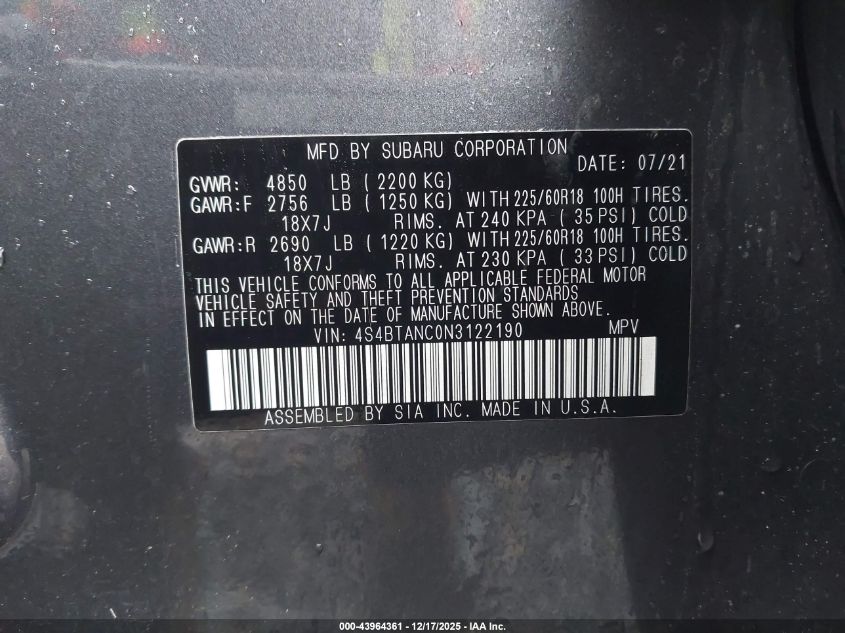 MFD BY SUBARU CORPORATION
DATE: 07/21
GVWR: 4850 LB ( 2200 KG)
GAWR:F 2756 LB ( 1250 KG) WITH 225/60R18 100H TIRES.
18X7J RIMS. AT 240 KPA ( 35 PSI) COLD
GAWR:R 2690 LB ( 1220 KG) WITH 225/60R18 100H TIRES.
18X7J RIMS. AT 230 KPA ( 33 PSI) COLD
THIS VEHICLE CONFORMS TO ALL APPLICABLE FEDERAL MOTOR
VEHICLE SAFETY AND THEFT PREVENTION STANDARDS
IN EFFECT ON THE DATE OF MANUFACTURE SHOWN ABOVE.
VIN: 4S4BTANC0N3122190 MPV
ASSEMBLED BY SIA INC. MADE IN U.S.A.
000-43964361 - 12/17/2025 - IAA Inc.